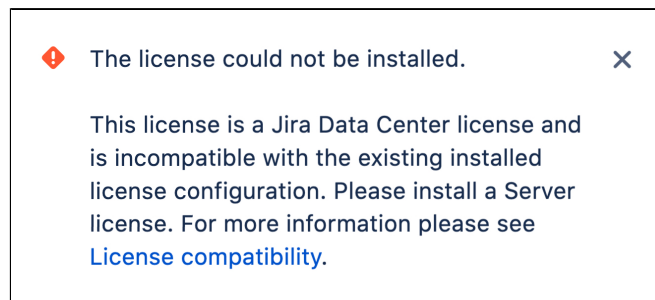 The license could not be installed.
This license is a Jira Data Center license and
is incompatible with the existing installed
license configuration. Please install a Server
license. For more information please see
License compatibility.